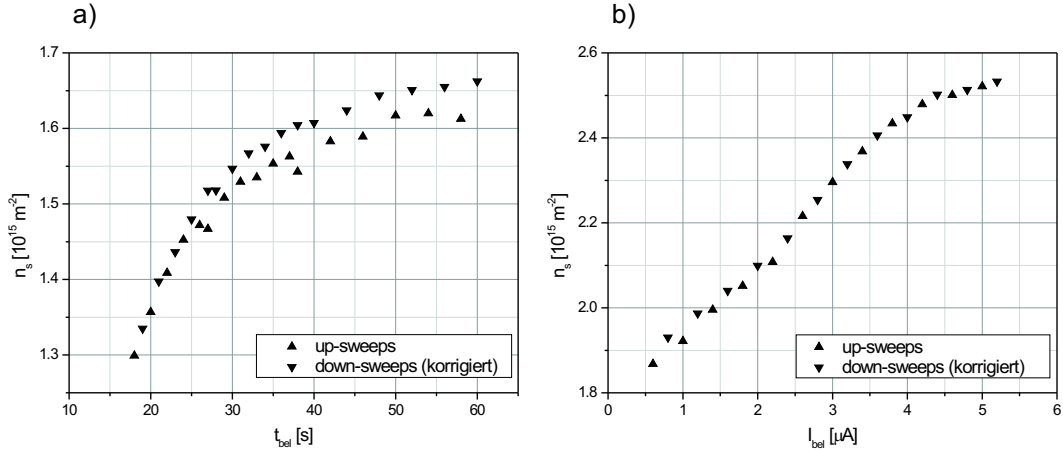 a)
1.7
1.6
1.5
1.4
1.3
n_s [10^15 m^-2]
10 20 30 40 50 60
t_bel [s]
up-sweeps
down-sweeps (korrigiert)
b)
2.6
2.4
2.2
2.0
1.8
n_s [10^15 m^-2]
0 1 2 3 4 5 6
I_bel [µA]
up-sweeps
down-sweeps (korrigiert)